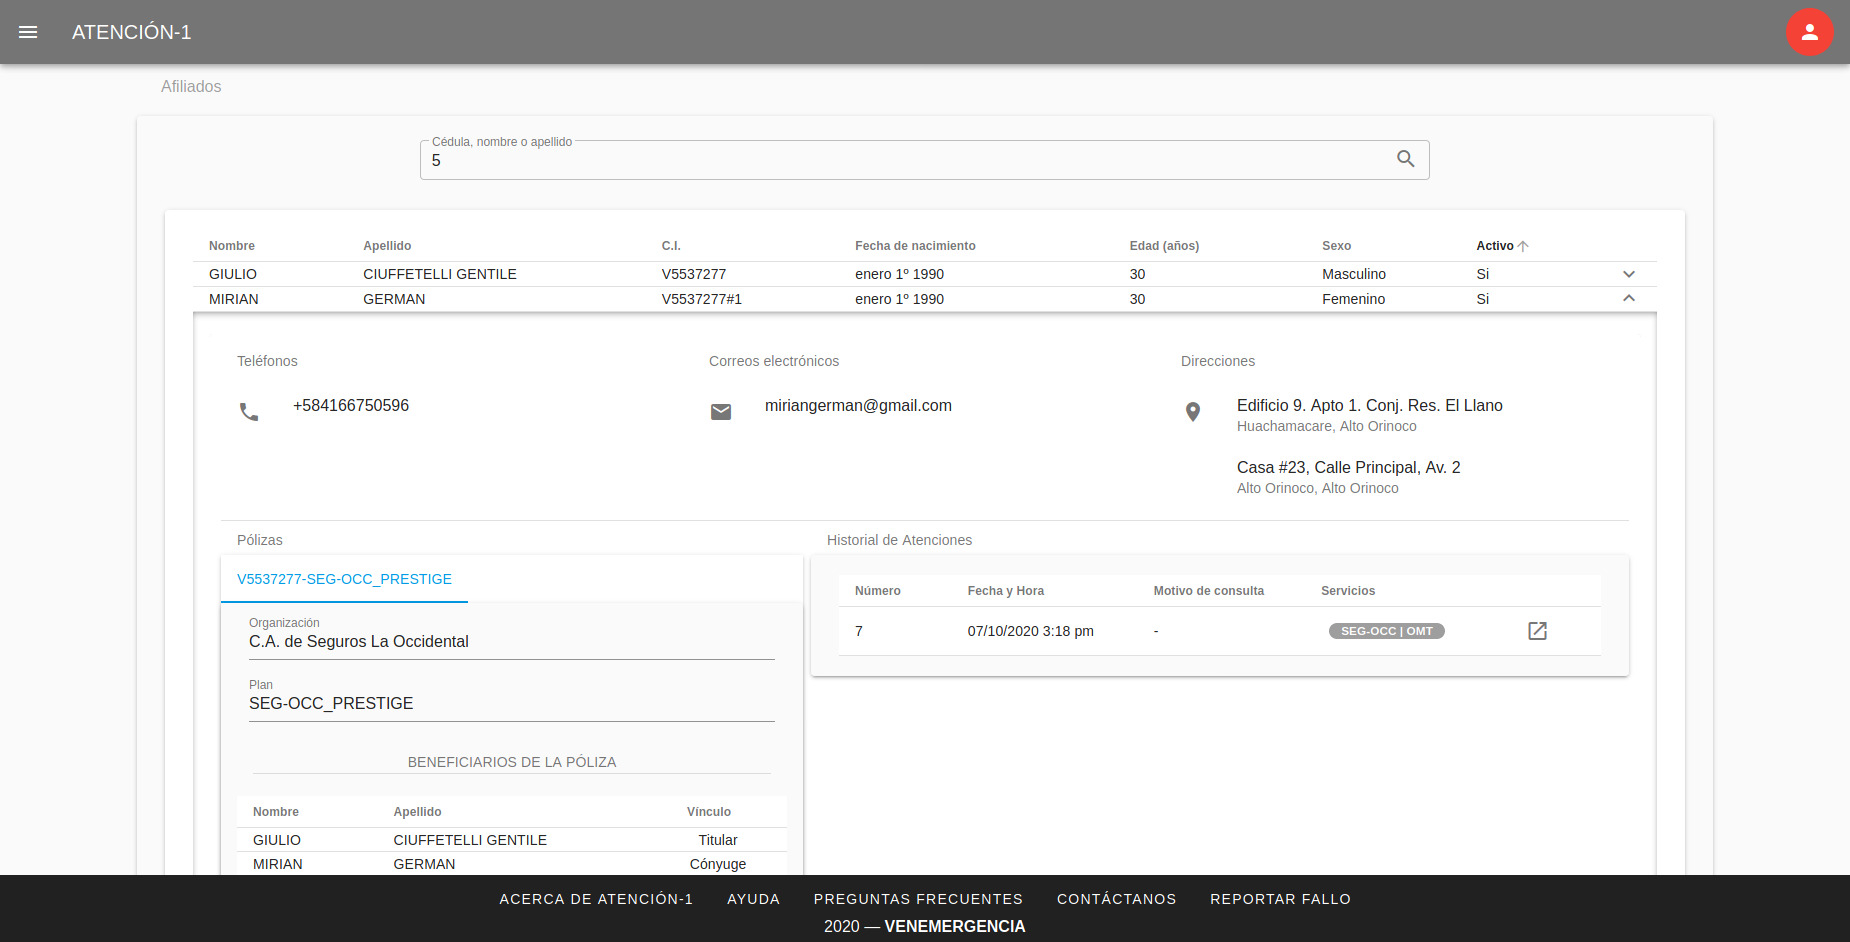 ATENCIÓN-1
Afiliados
Cédula, nombre o apellido
5
Nombre Apellido C.I. Fecha de nacimiento Edad (años) Sexo Activo
GIULIO CIUFFETELLI GENTILE V5537277 enero 1º 1990 30 Masculino Si
MIRIAN GERMAN V5537277#1 enero 1º 1990 30 Femenino Si
Teléfonos Correos electrónicos Direcciones
+584166750596 miriangerman@gmail.com Edificio 9. Apto 1. Conj. Res. El Llano
Huachamacare, Alto Orinoco
Casa #23, Calle Principal, Av. 2
Alto Orinoco, Alto Orinoco
Pólizas Historial de Atenciones
V5537277-SEG-OCC_PRESTIGE
Número Fecha y Hora Motivo de consulta Servicios
7 07/10/2020 3:18 pm - SEG-OCC | OMT
Organización
C.A. de Seguros La Occidental
Plan
SEG-OCC_PRESTIGE
BENEFICIARIOS DE LA PÓLIZA
Nombre Apellido Vínculo
GIULIO CIUFFETELLI GENTILE Titular
MIRIAN GERMAN Cónyuge
ACERCA DE ATENCIÓN-1 AYUDA PREGUNTAS FRECUENTES CONTÁCTANOS REPORTAR FALLO
2020 — VENEMERGENCIA